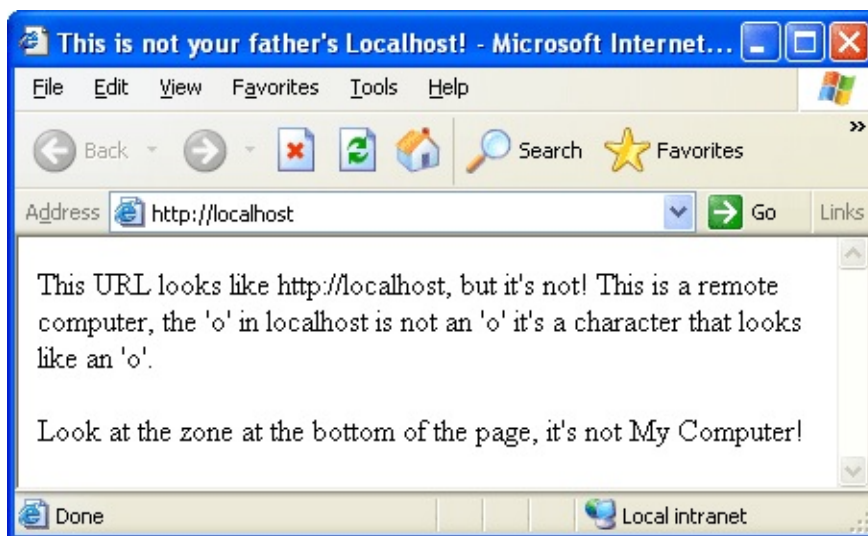 This is not your father's Localhost! - Microsoft Internet...
File Edit View Favorites Tools Help
Back Search Favorites »
Address http://localhost Go Links
This URL looks like http://localhost, but it's not! This is a remote
computer, the 'o' in localhost is not an 'o' it's a character that looks
like an 'o'.
Look at the zone at the bottom of the page, it's not My Computer!
Done Local intranet